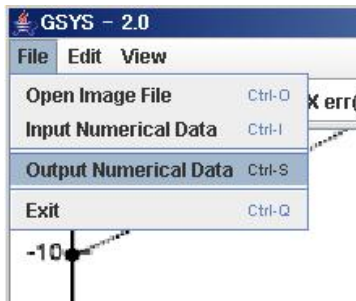 GSYS - 2.0
File Edit View
Open Image File Ctrl-O
X err(
Input Numerical Data Ctrl-I
Output Numerical Data Ctrl-S
Exit Ctrl-Q
-10